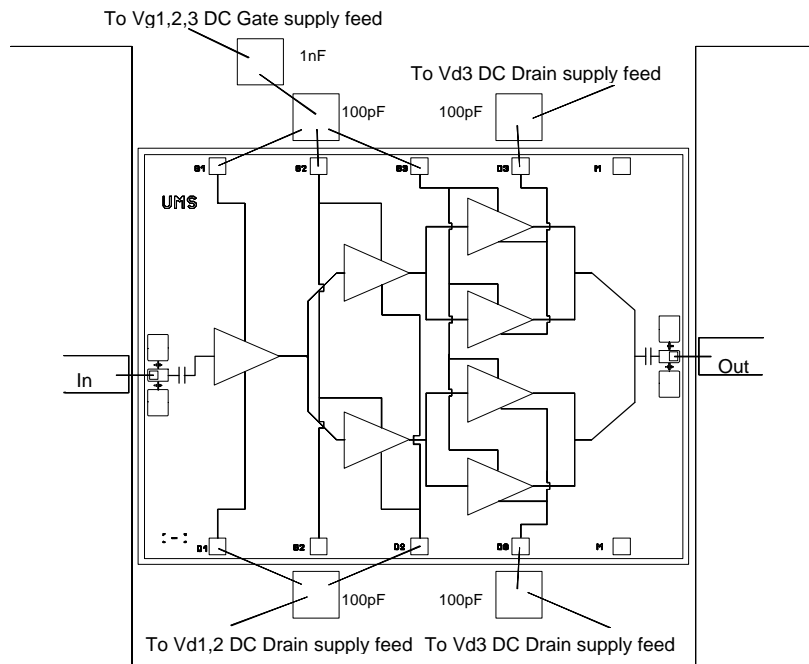 To Vg1,2,3 DC Gate supply feed
1nF
To Vd3 DC Drain supply feed
100pF
100pF
G1
G2
G3
D3
M
UMS
In
Out
D1
G2
D2
D3
M
100pF
100pF
To Vd1,2 DC Drain supply feed
To Vd3 DC Drain supply feed